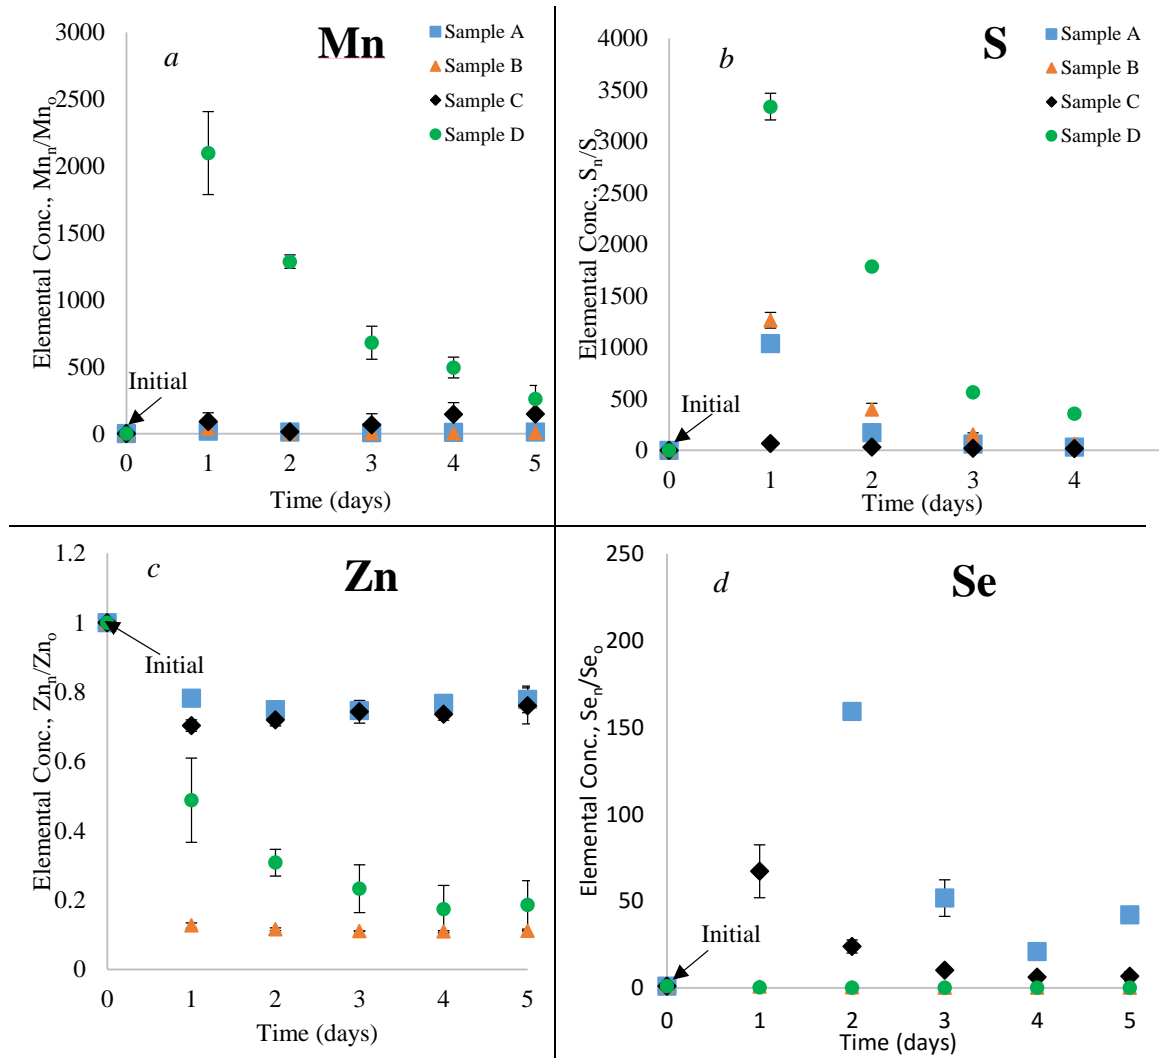 a
Mn
Sample A
Sample B
Sample C
Sample D
3000
2500
2000
1500
1000
500
0
Elemental Conc., Mnn/Mno
Initial
0 1 2 3 4 5
Time (days)
b
S
Sample A
Sample B
Sample C
Sample D
4000
3500
3000
2500
2000
1500
1000
500
0
Elemental Conc., Sn/So
Initial
0 1 2 3 4
Time (days)
c
Zn
1.2
1
0.8
0.6
0.4
0.2
0
Elemental Conc., Znn/Zno
Initial
0 1 2 3 4 5
Time (days)
d
Se
250
200
150
100
50
0
Elemental Conc., Sen/Seo
Initial
0 1 2 3 4 5
Time (days)